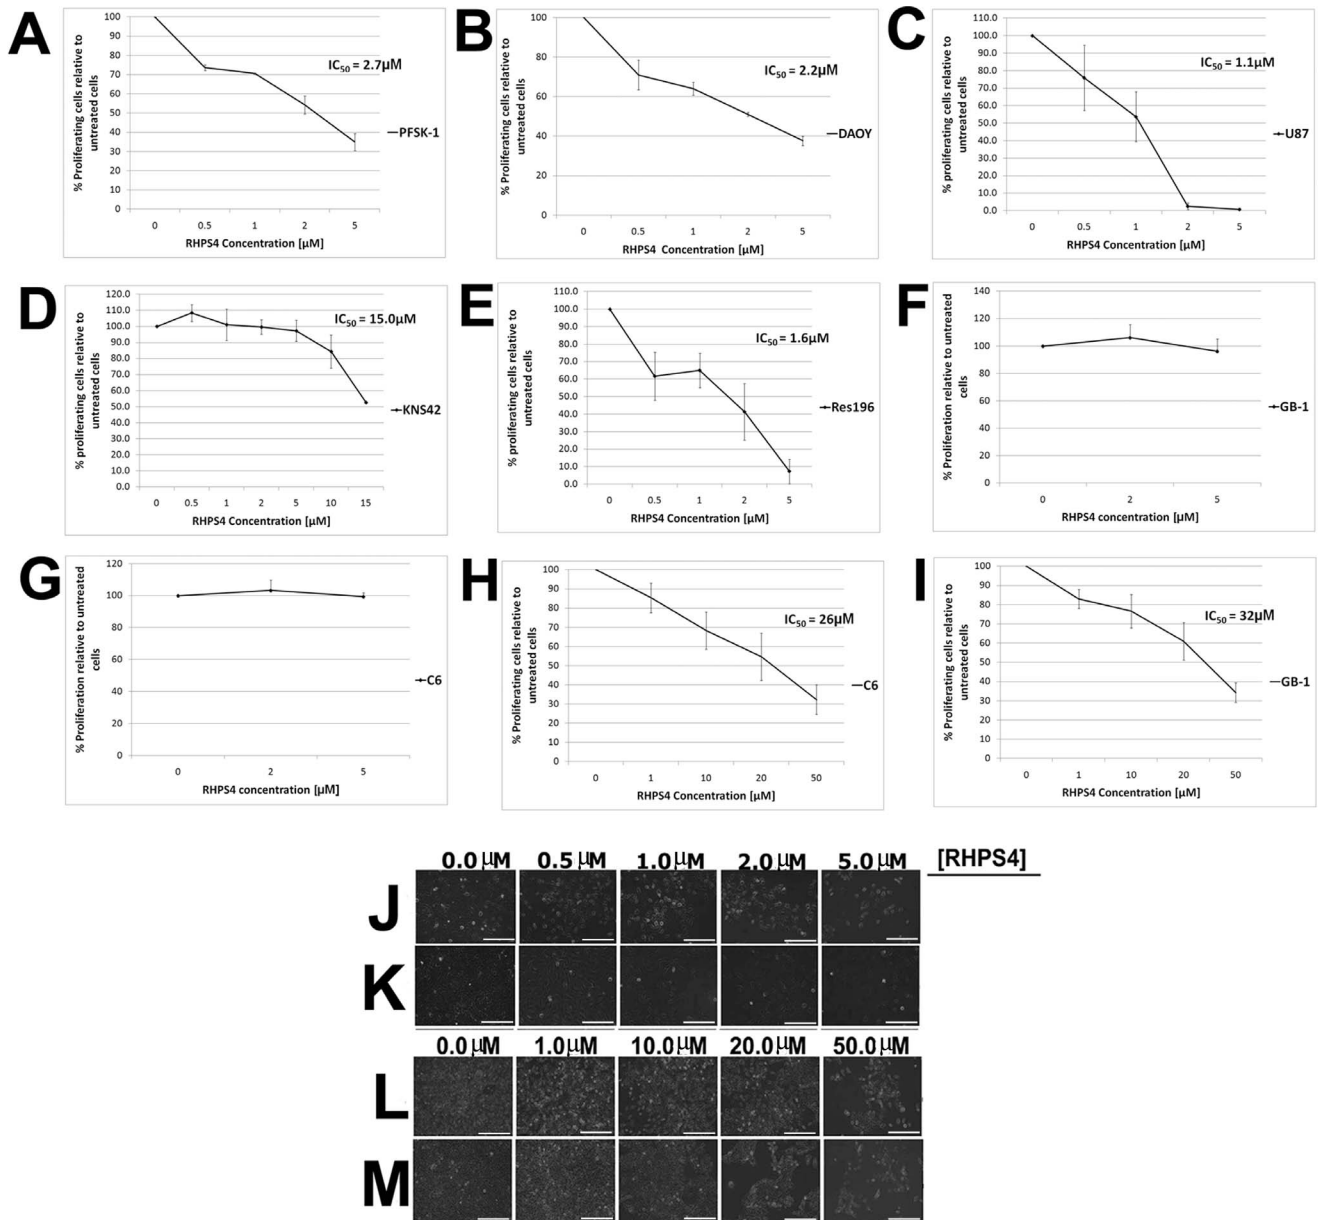 A
% Proliferating cells relative to
untreated cells
100
90
80
70
60
50
40
30
20
10
0
IC50 = 2.7µM
PFSK-1
0 0.5 1 2 5
RHPS4 Concentration [µM]
B
% Proliferating cells relative to
untreated cells
100
80
60
40
20
0
IC50 = 2.2µM
DAOY
0 0.5 1 2 5
RHPS4 Concentration [µM]
C
% proliferating cells relative to
untreated cells
110.0
100.0
90.0
80.0
70.0
60.0
50.0
40.0
30.0
20.0
10.0
0.0
IC50 = 1.1µM
U87
0 0.5 1 2 5
RHPS4 Concentration [µM]
D
% proliferating cells relative to
untreated cells
120.0
110.0
100.0
90.0
80.0
70.0
60.0
50.0
40.0
30.0
20.0
10.0
0.0
IC50 = 15.0µM
KNS42
0 0.5 1 2 5 10 15
RHPS4 Concentration [µM]
E
% proliferating cells relative to
untreated cells
110.0
100.0
90.0
80.0
70.0
60.0
50.0
40.0
30.0
20.0
10.0
0.0
IC50 = 1.6µM
Res196
0 0.5 1 2 5
RHPS4 Concentration [µM]
F
% Proliferation relative to untreated
cells
140
120
100
80
60
40
20
0
GB-1
0 2 5
RHPS4 concentration [µM]
G
% Proliferation relative to untreated
cells
120
100
80
60
40
20
0
C6
0 2 5
RHPS4 concentration [µM]
H
% Proliferating cells relative to
untreated cells
100
90
80
70
60
50
40
30
20
10
0
IC50 = 26µM
C6
0 1 10 20 50
RHPS4 Concentration [µM]
I
% Proliferating cells relative to
untreated cells
100
90
80
70
60
50
40
30
20
10
0
IC50 = 32µM
GB-1
0 1 10 20 50
RHPS4 Concentration [µM]
0.0 µM 0.5 µM 1.0 µM 2.0 µM 5.0 µM [RHPS4]
J
K
0.0 µM 1.0 µM 10.0 µM 20.0 µM 50.0 µM
L
M